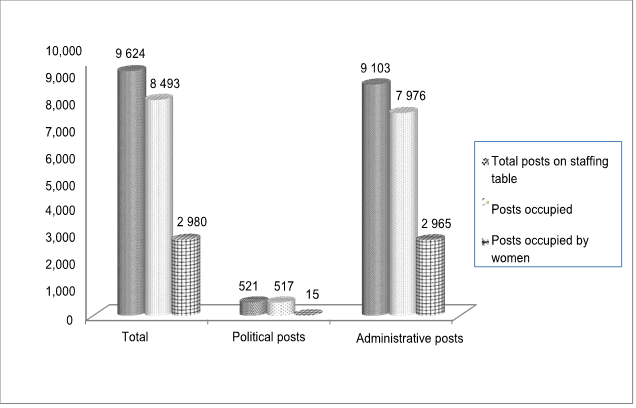 10,000
9,000
8,000
7,000
6,000
5,000
4,000
3,000
2,000
1,000
0
9 624
8 493
2 980
521
517
15
9 103
7 976
2 965
Total
Political posts
Administrative posts
Total posts on staffing
table
Posts occupied
Posts occupied by
women